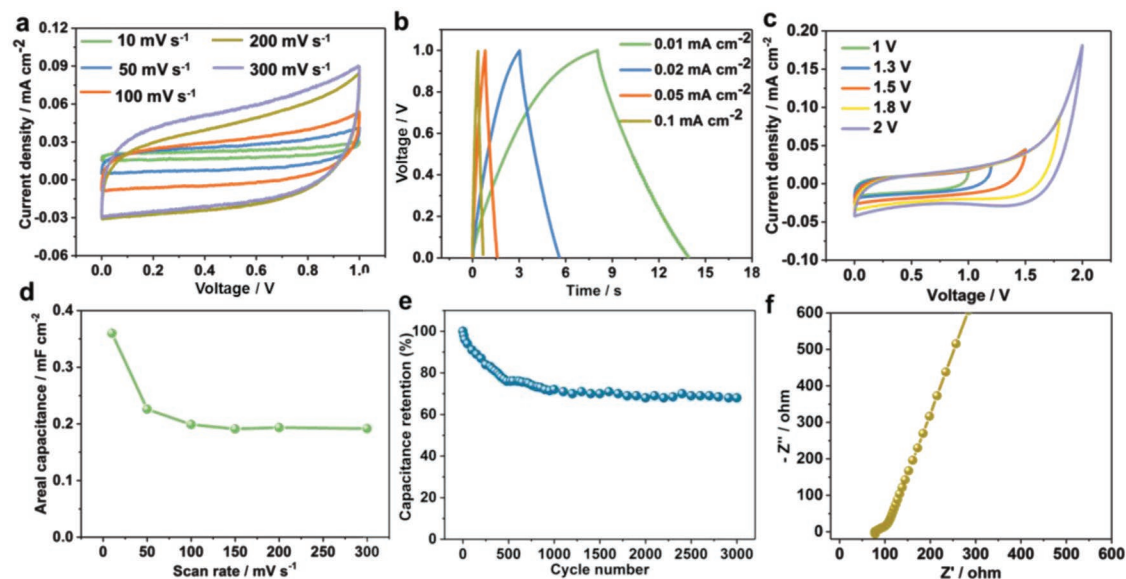 a
10 mV s⁻¹
200 mV s⁻¹
50 mV s⁻¹
300 mV s⁻¹
100 mV s⁻¹
Current density / mA cm⁻²
0.12
0.09
0.06
0.03
0.00
-0.03
-0.06
0.0
0.2
0.4
0.6
0.8
1.0
Voltage / V
b
0.01 mA cm⁻²
0.02 mA cm⁻²
0.05 mA cm⁻²
0.1 mA cm⁻²
Voltage / V
1.0
0.8
0.6
0.4
0.2
0.0
-3
0
3
6
9
12
15
18
Time / s
c
1 V
1.3 V
1.5 V
1.8 V
2 V
Current density / mA cm⁻²
0.20
0.15
0.10
0.05
0.00
-0.05
-0.10
0.0
0.5
1.0
1.5
2.0
Voltage / V
d
Areal capacitance / mF cm⁻²
0.4
0.3
0.2
0.1
0.0
0
50
100
150
200
250
300
Scan rate / mV s⁻¹
e
Capacitance retention (%)
100
80
60
40
20
0
0
500
1000
1500
2000
2500
3000
Cycle number
f
- Z'' / ohm
600
500
400
300
200
100
0
0
100
200
300
400
500
600
Z' / ohm